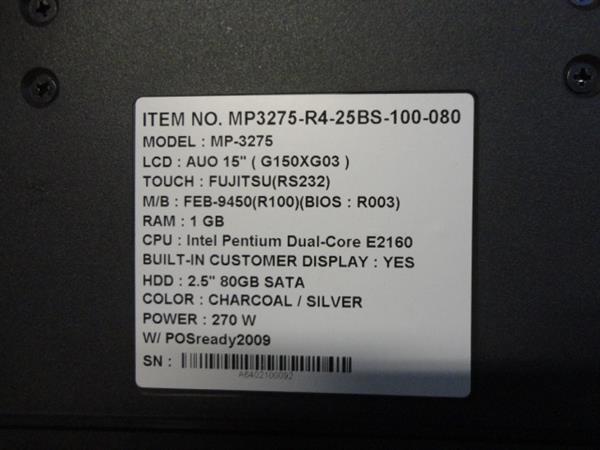 ITEM NO. MP3275-R4-25BS-100-080
MODEL : MP-3275
LCD : AUO 15" ( G150XG03 )
TOUCH : FUJITSU(RS232)
M/B : FEB-9450(R100)(BIOS : R003)
RAM : 1 GB
CPU : Intel Pentium Dual-Core E2160
BUILT-IN CUSTOMER DISPLAY : YES
HDD : 2.5" 80GB SATA
COLOR : CHARCOAL / SILVER
POWER : 270 W
W/ POSready2009
SN :
A6402100092